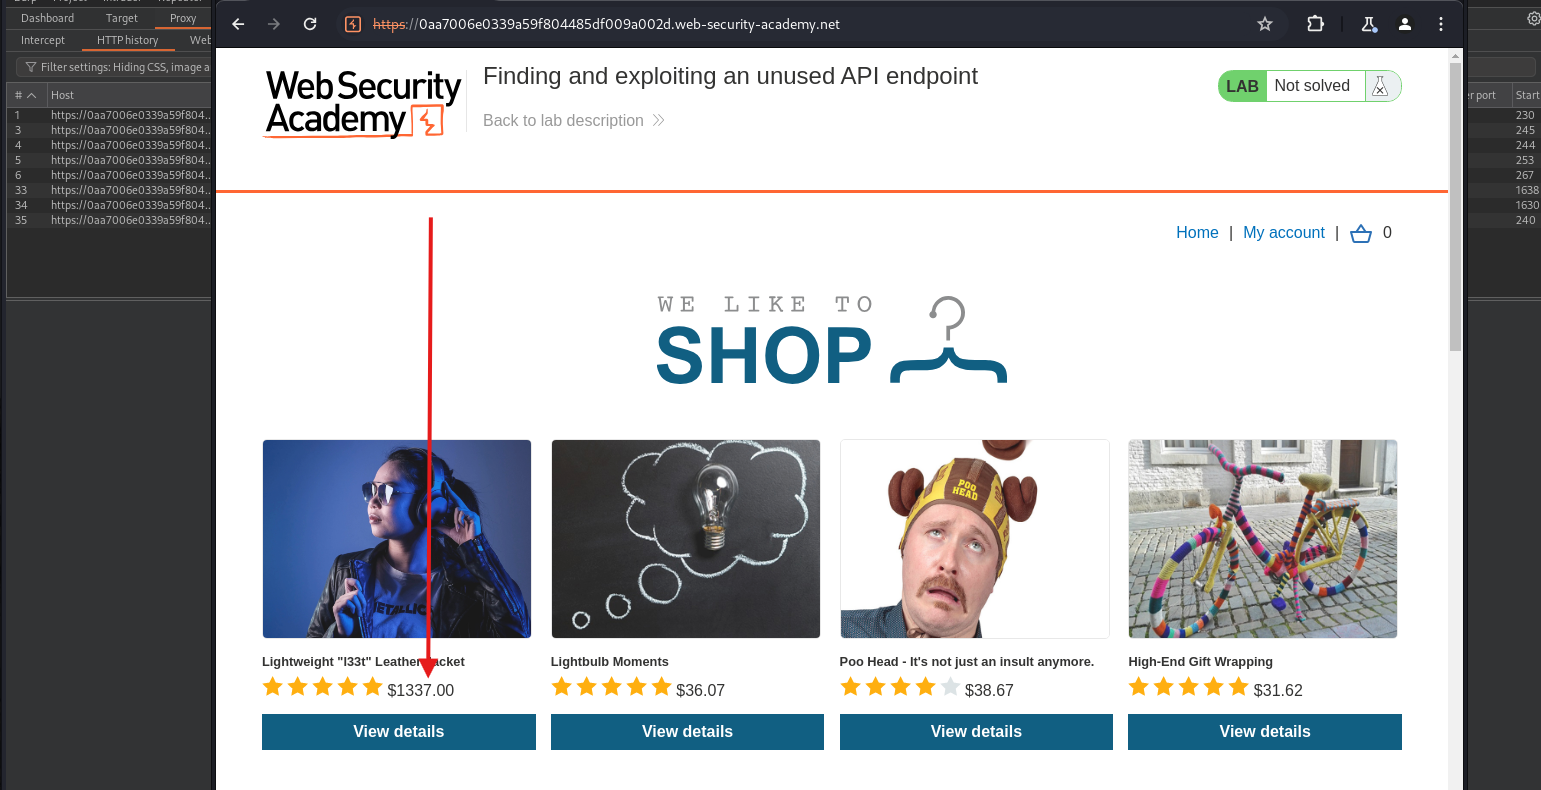 Dashboard Target Proxy
Intercept HTTP history Web
Filter settings: Hiding CSS, image a
# Host
1 https://0aa7006e0339a59f804...
3 https://0aa7006e0339a59f804...
4 https://0aa7006e0339a59f804...
5 https://0aa7006e0339a59f804...
6 https://0aa7006e0339a59f804...
33 https://0aa7006e0339a59f804...
34 https://0aa7006e0339a59f804...
35 https://0aa7006e0339a59f804...
https://0aa7006e0339a59f804485df009a002d.web-security-academy.net
Web Security
Academy
Finding and exploiting an unused API endpoint
Back to lab description
LAB Not solved
Home | My account | 0
WE LIKE TO
SHOP
POO
HEAD
METALLICA
Lightweight "l33t" Leather Jacket
$1337.00
View details
Lightbulb Moments
$36.07
View details
Poo Head - It's not just an insult anymore.
$38.67
View details
High-End Gift Wrapping
$31.62
View details
er port Start
230
245
244
253
267
1638
1630
240